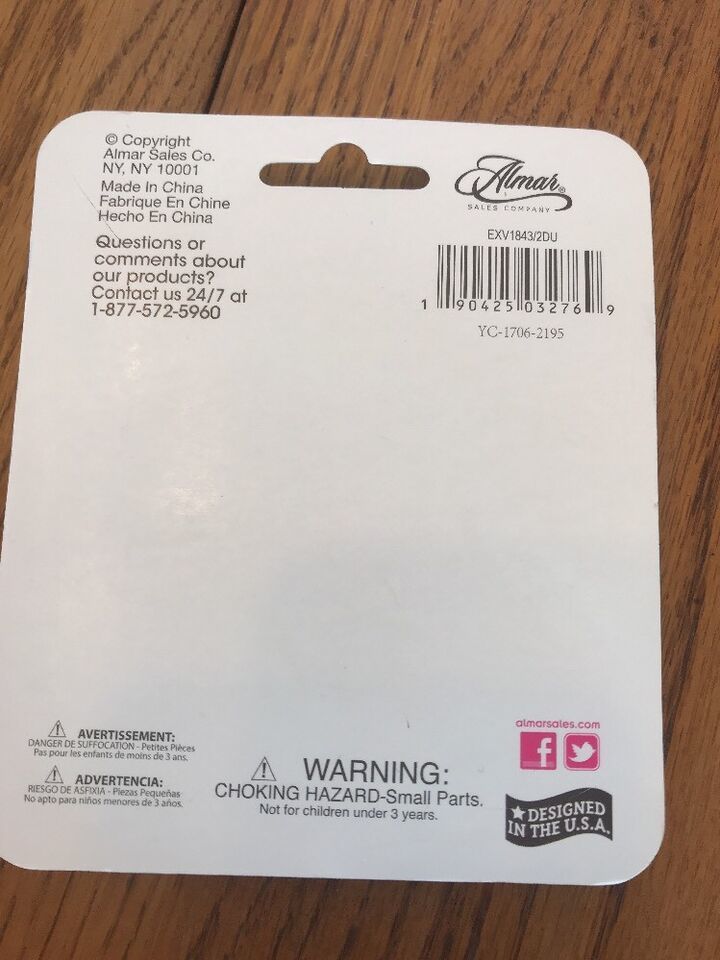 © Copyright
Almar Sales Co.
NY, NY 10001
Made In China
Fabrique En Chine
Hecho En China
Questions or
comments about
our products?
Contact us 24/7 at
1-877-572-5960
Almar®
SALES COMPANY
EXV1843/2DU
1 90425 03276 9
YC-1706-2195
AVERTISSEMENT:
DANGER DE SUFFOCATION - Petites Pièces
Pas pour les enfants de moins de 3 ans.
ADVERTENCIA:
RIESGO DE ASFIXIA - Piezas Pequeñas
No apto para niños menores de 3 años.
WARNING:
CHOKING HAZARD-Small Parts.
Not for children under 3 years.
almarsales.com
f
DESIGNED
IN THE U.S.A.